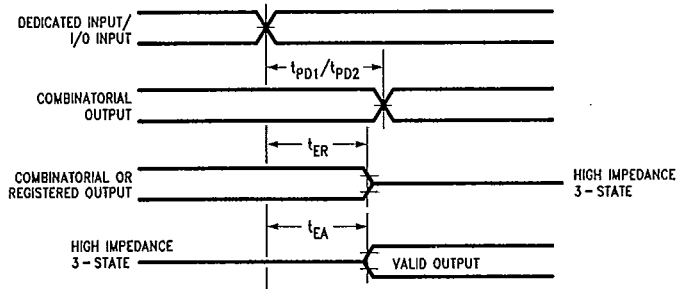 DEDICATED INPUT/
I/O INPUT
tPD1/tPD2
COMBINATORIAL
OUTPUT
tER
COMBINATORIAL OR
REGISTERED OUTPUT
HIGH IMPEDANCE
3-STATE
tEA
HIGH IMPEDANCE
3-STATE
VALID OUTPUT